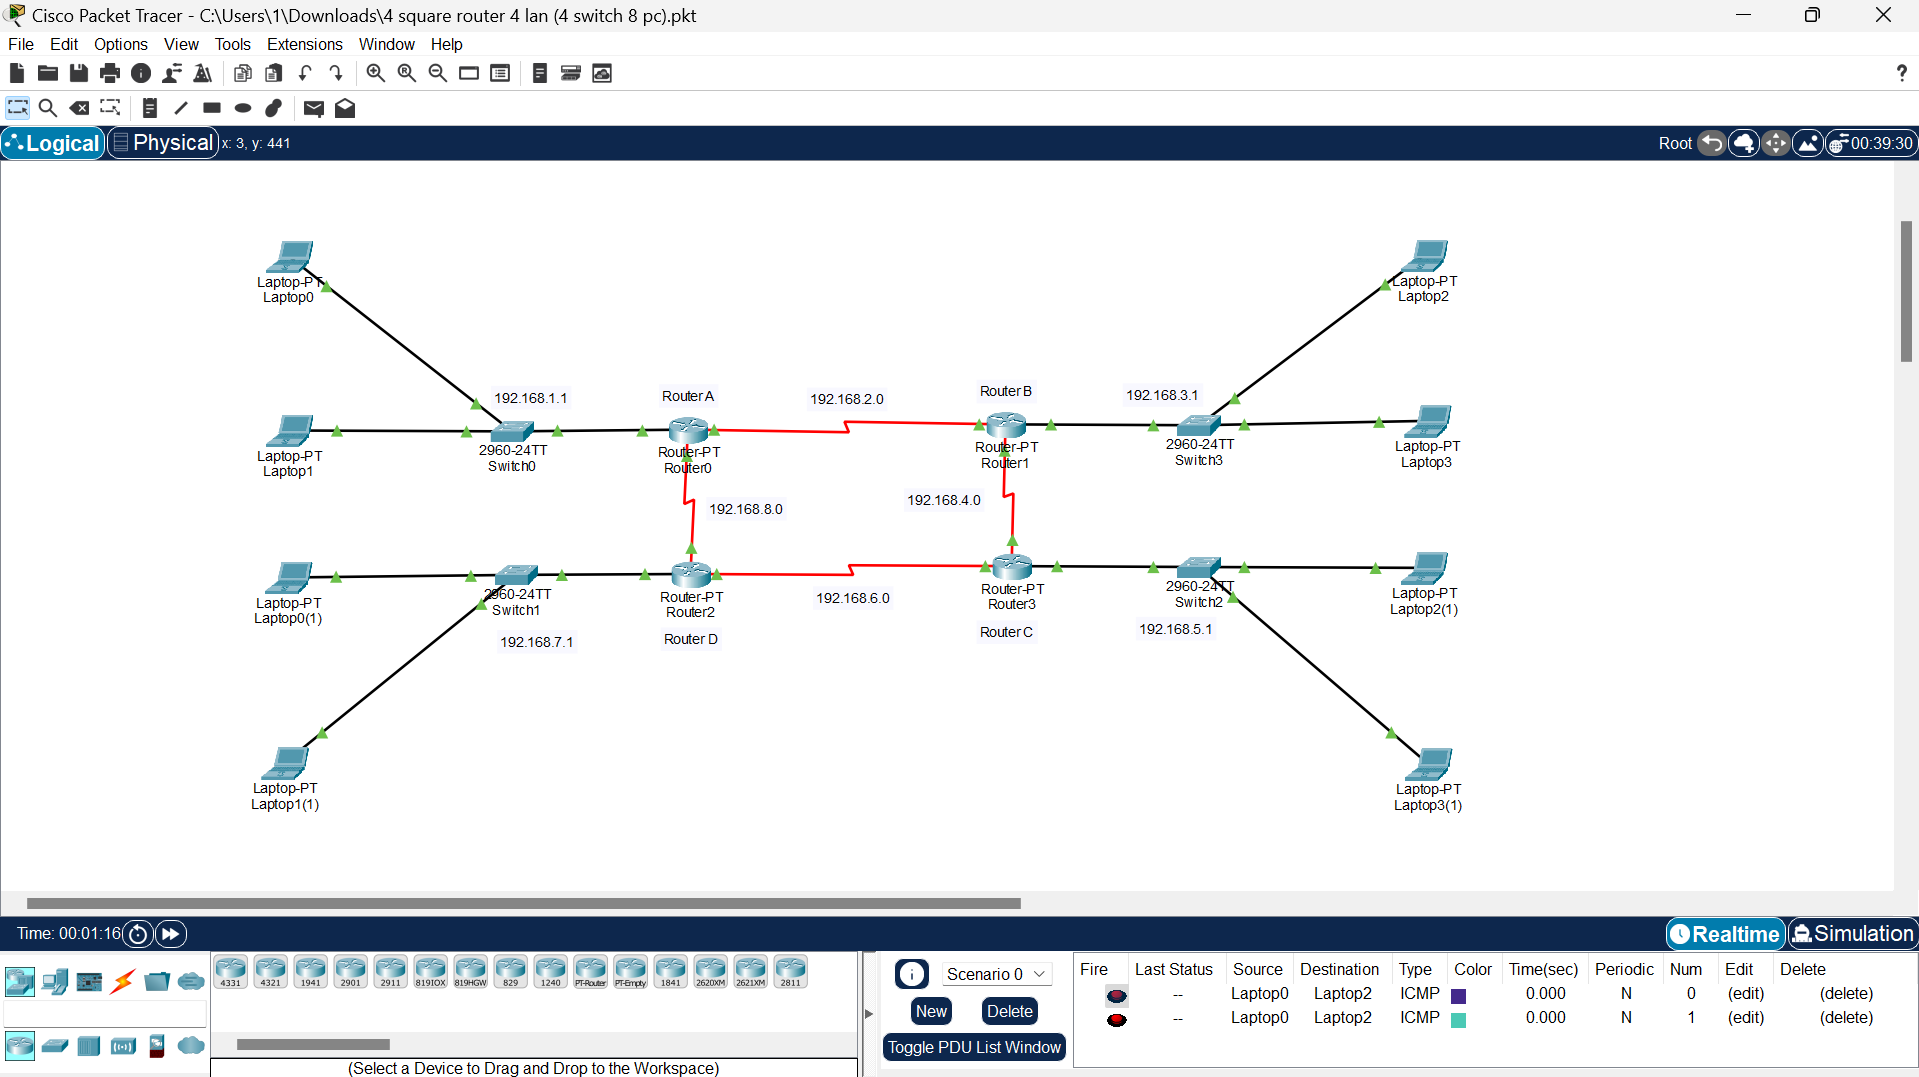 Cisco Packet Tracer - C:\Users\1\Downloads\4 square router 4 lan (4 switch 8 pc).pkt
File Edit Options View Tools Extensions Window Help
?
Logical Physical x: 3, y: 441 Root 00:39:30
Laptop-PT
Laptop0
Laptop-PT
Laptop2
192.168.1.1
Router A
192.168.2.0
Router B
192.168.3.1
Laptop-PT
Laptop1
2960-24TT
Switch0
Router-PT
Router0
Router-PT
Router1
2960-24TT
Switch3
Laptop-PT
Laptop3
192.168.8.0
192.168.4.0
Laptop-PT
Laptop0(1)
2960-24TT
Switch1
Router-PT
Router2
192.168.6.0
Router-PT
Router3
2960-24TT
Switch2
Laptop-PT
Laptop2(1)
192.168.7.1
Router D
Router C
192.168.5.1
Laptop-PT
Laptop1(1)
Laptop-PT
Laptop3(1)
Time: 00:01:16 Realtime Simulation
4331 4321 1941 2901 2911 819IOX 819HGW 829 1240 PT-Router PT-Empty 1841 2620XM 2621XM 2811
(Select a Device to Drag and Drop to the Workspace)
Scenario 0
New Delete
Toggle PDU List Window
Fire Last Status Source Destination Type Color Time(sec) Periodic Num Edit Delete
-- Laptop0 Laptop2 ICMP 0.000 N 0 (edit) (delete)
-- Laptop0 Laptop2 ICMP 0.000 N 1 (edit) (delete)